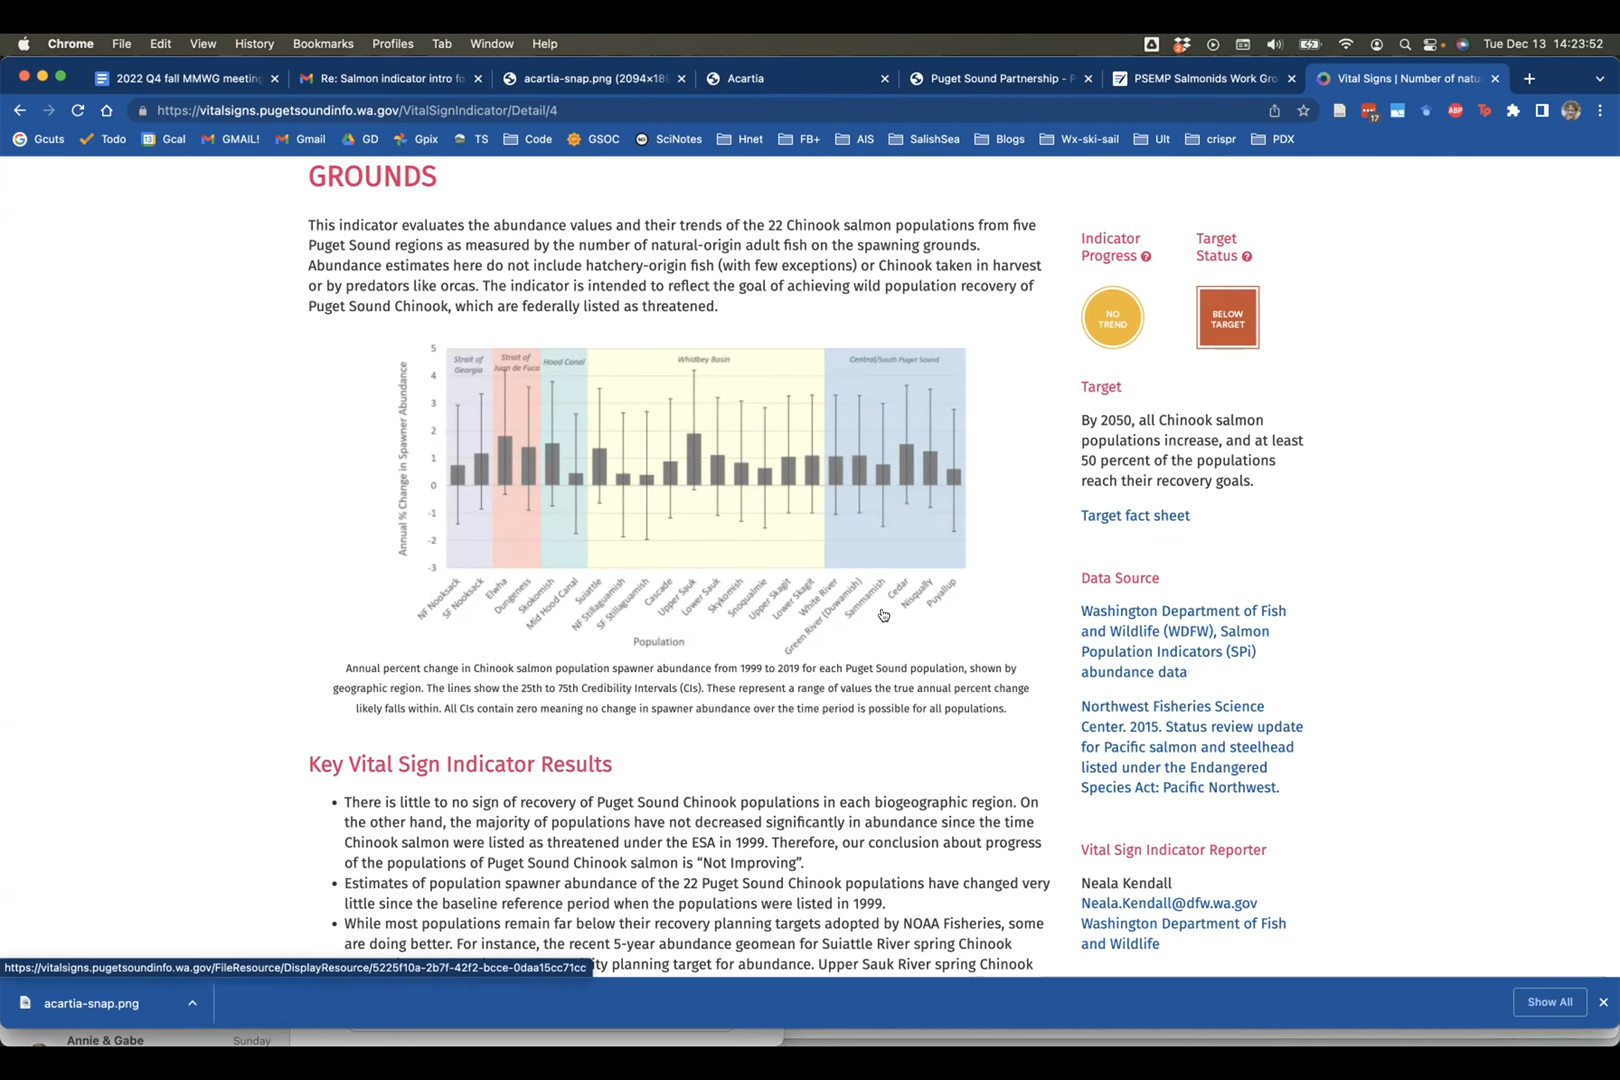 Chrome File Edit View History Bookmarks Profiles Tab Window Help Tue Dec 13 14:23:52
2022 Q4 fall MMWG meeting Re: Salmon indicator intro fo acartia-snap.png (2094×18 Acartia Puget Sound Partnership - P PSEMP Salmonids Work Gro Vital Signs | Number of natu
https://vitalsigns.pugetsoundinfo.wa.gov/VitalSignIndicator/Detail/4
Gcuts Todo Gcal GMAIL! Gmail GD Gpix TS Code GSOC SciNotes Hnet FB+ AIS SalishSea Blogs Wx-ski-sail Ult crispr PDX
GROUNDS
This indicator evaluates the abundance values and their trends of the 22 Chinook salmon populations from five
Puget Sound regions as measured by the number of natural-origin adult fish on the spawning grounds.
Abundance estimates here do not include hatchery-origin fish (with few exceptions) or Chinook taken in harvest
or by predators like orcas. The indicator is intended to reflect the goal of achieving wild population recovery of
Puget Sound Chinook, which are federally listed as threatened.
Annual % Change in Spawner Abundance
5
4
3
2
1
0
-1
-2
-3
Strait of
Georgia
Strait of
Juan de Fuca
Hood Canal
Whidbey Basin
Central/South Puget Sound
NF Nooksack
SF Nooksack
Elwha
Dungeness
Skokomish
Mid Hood Canal
Suiattle
NF Stillaguamish
SF Stillaguamish
Cascade
Upper Sauk
Lower Sauk
Skykomish
Snoqualmie
Upper Skagit
Lower Skagit
White River
Green River (Duwamish)
Sammamish
Cedar
Nisqually
Puyallup
Population
Annual percent change in Chinook salmon population spawner abundance from 1999 to 2019 for each Puget Sound population, shown by
geographic region. The lines show the 25th to 75th Credibility Intervals (CIs). These represent a range of values the true annual percent change
likely falls within. All CIs contain zero meaning no change in spawner abundance over the time period is possible for all populations.
Key Vital Sign Indicator Results
• There is little to no sign of recovery of Puget Sound Chinook populations in each biogeographic region. On
the other hand, the majority of populations have not decreased significantly in abundance since the time
Chinook salmon were listed as threatened under the ESA in 1999. Therefore, our conclusion about progress
of the populations of Puget Sound Chinook salmon is “Not Improving”.
• Estimates of population spawner abundance of the 22 Puget Sound Chinook populations have changed very
little since the baseline reference period when the populations were listed in 1999.
• While most populations remain far below their recovery planning targets adopted by NOAA Fisheries, some
are doing better. For instance, the recent 5-year abundance geomean for Suiattle River spring Chinook
planning target for abundance. Upper Sauk River spring Chinook
Indicator
Progress
Target
Status
NO
TREND
BELOW
TARGET
Target
By 2050, all Chinook salmon
populations increase, and at least
50 percent of the populations
reach their recovery goals.
Target fact sheet
Data Source
Washington Department of Fish
and Wildlife (WDFW), Salmon
Population Indicators (SPi)
abundance data
Northwest Fisheries Science
Center. 2015. Status review update
for Pacific salmon and steelhead
listed under the Endangered
Species Act: Pacific Northwest.
Vital Sign Indicator Reporter
Neala Kendall
Neala.Kendall@dfw.wa.gov
Washington Department of Fish
and Wildlife
https://vitalsigns.pugetsoundinfo.wa.gov/FileResource/DisplayResource/5225f10a-2b7f-42f2-bcce-0daa15cc71cc
acartia-snap.png
Show All
Annie & Gabe Sunday